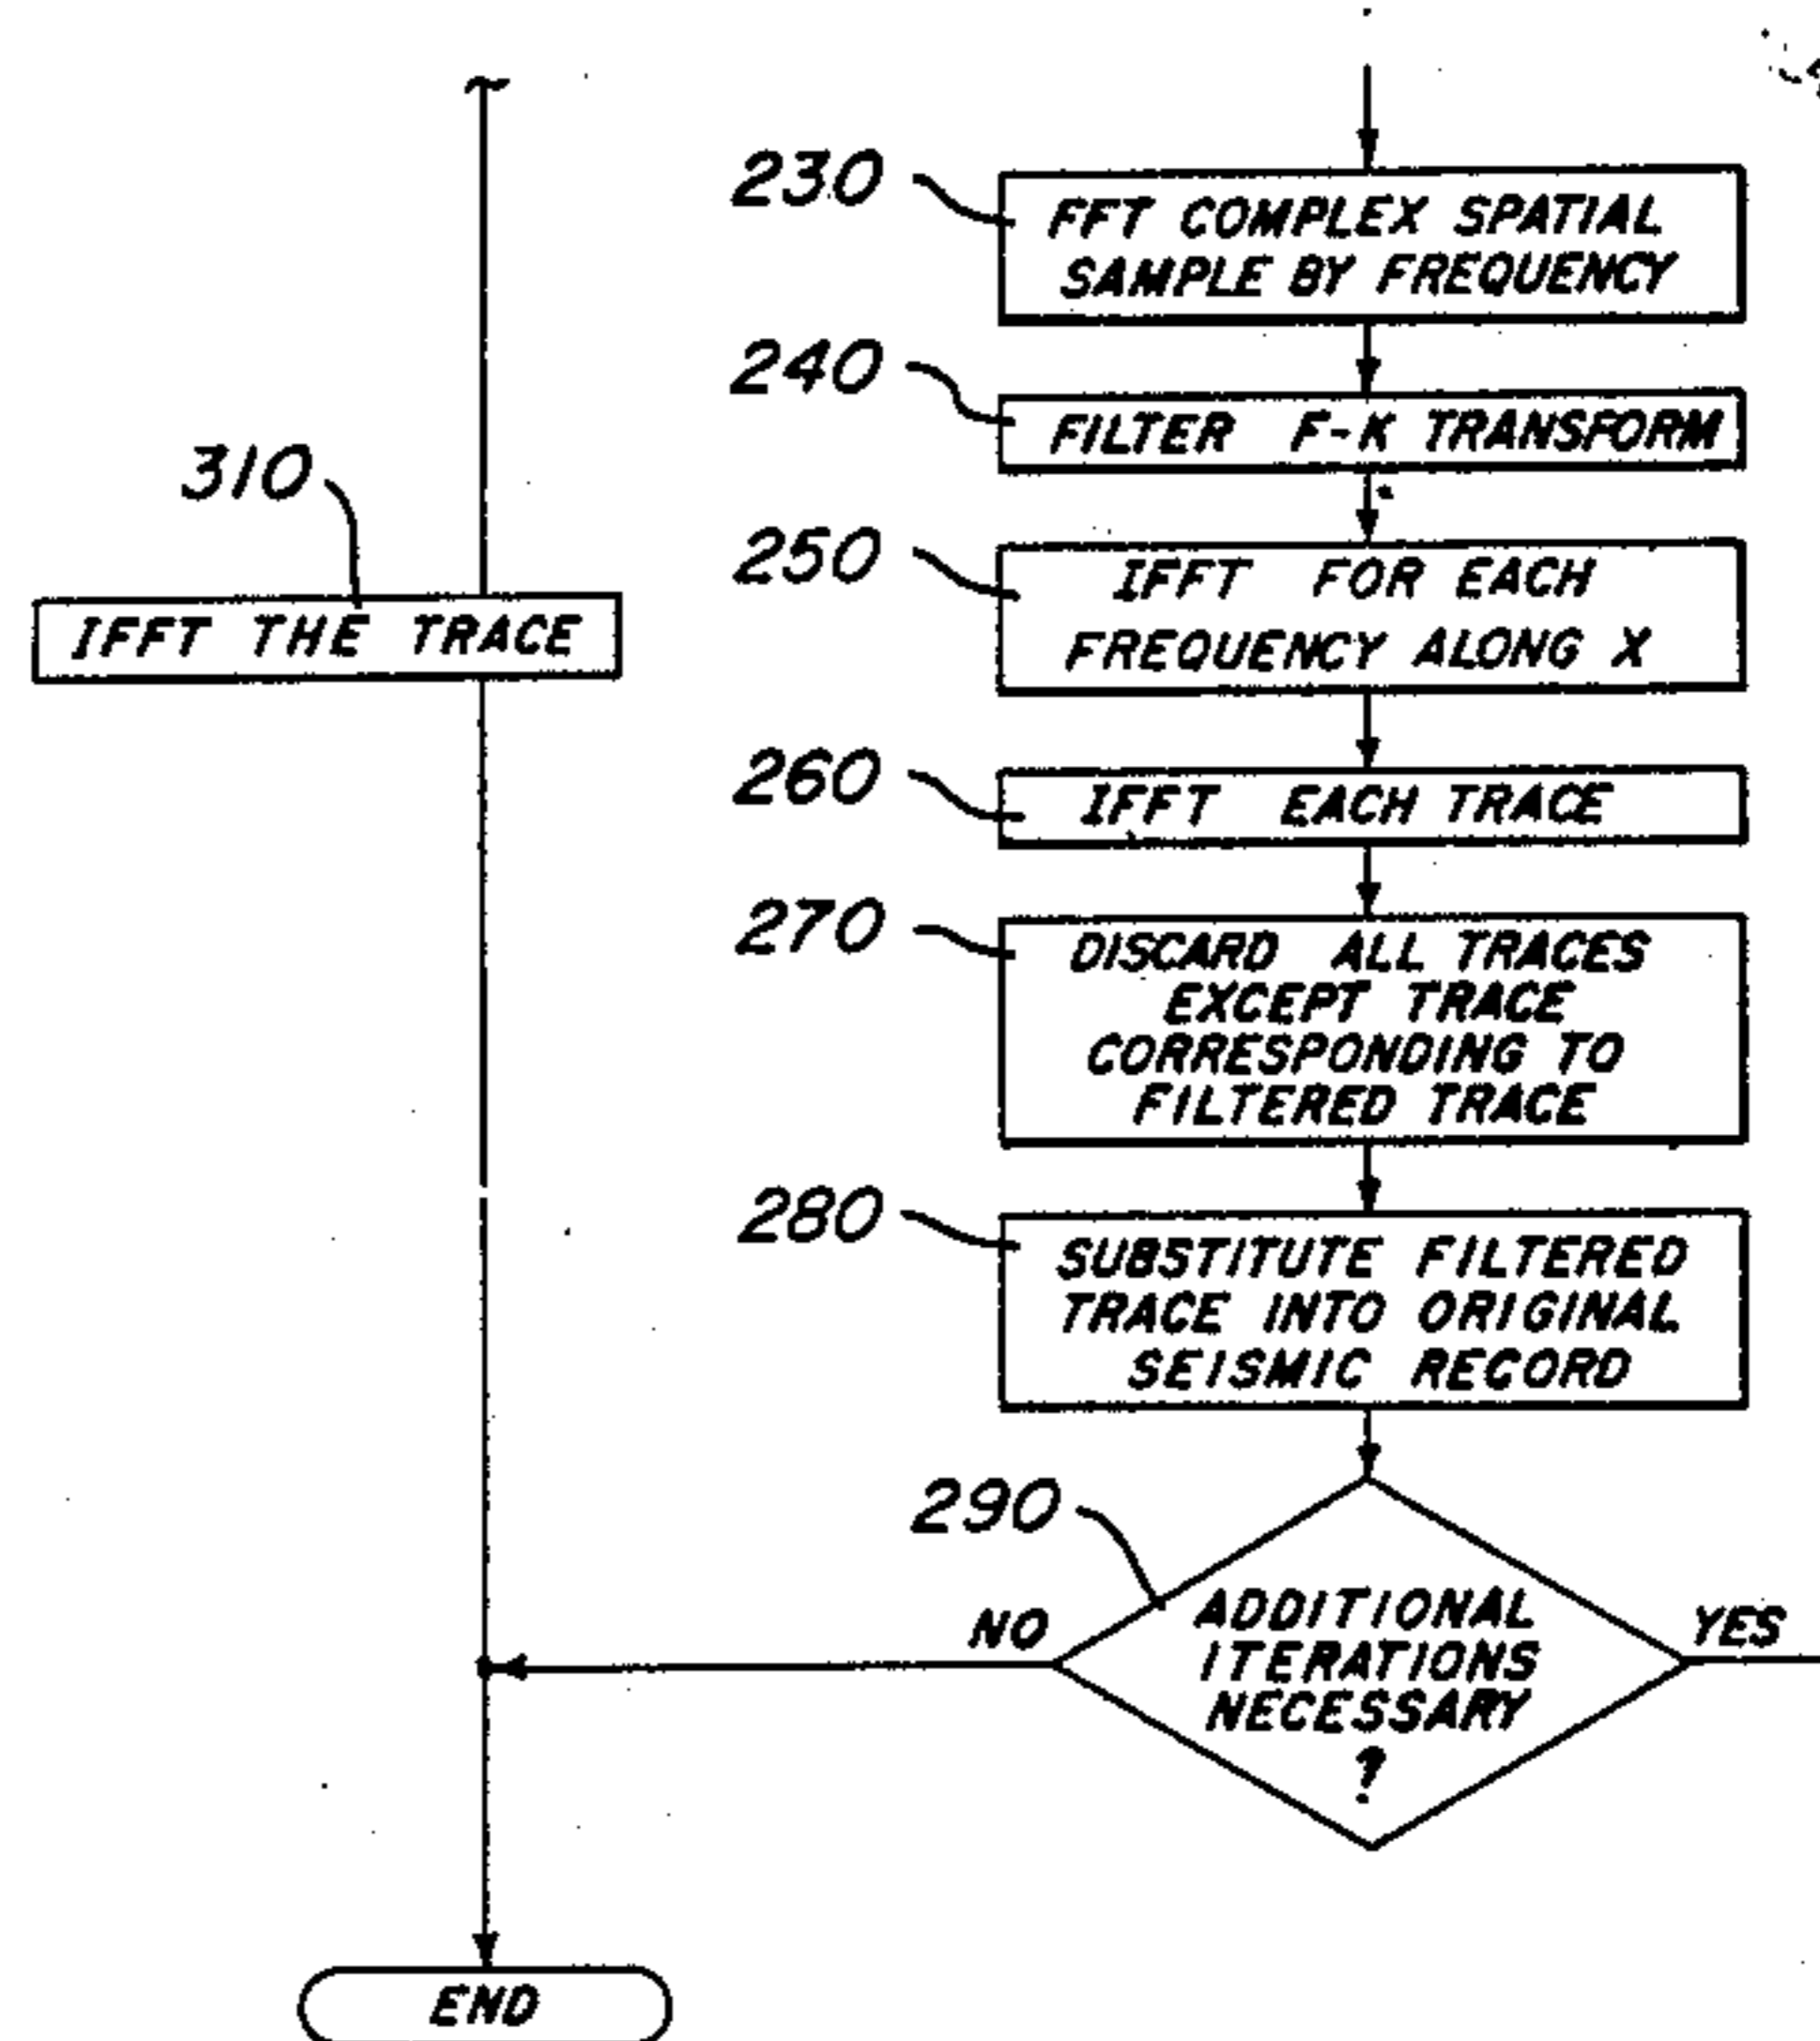 230
FFT COMPLEX SPATIAL
SAMPLE BY FREQUENCY
240
FILTER F-K TRANSFORM
310
IFFT THE TRACE
250
IFFT FOR EACH
FREQUENCY ALONG X
260
IFFT EACH TRACE
270
DISCARD ALL TRACES
EXCEPT TRACE
CORRESPONDING TO
FILTERED TRACE
280
SUBSTITUTE FILTERED
TRACE INTO ORIGINAL
SEISMIC RECORD
290
ADDITIONAL
ITERATIONS
NECESSARY
?
NO
YES
END